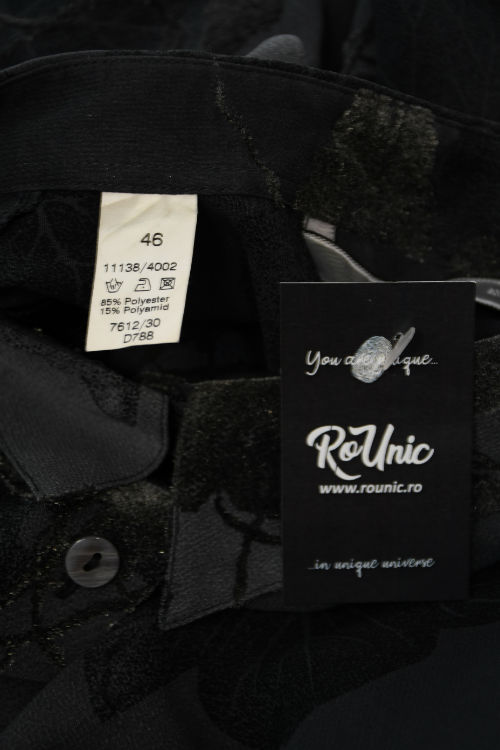 46
11138/4002
85% Polyester
15% Polyamid
7612/30
D788
You are unique...
RoUnic
www.rounic.ro
...in unique universe